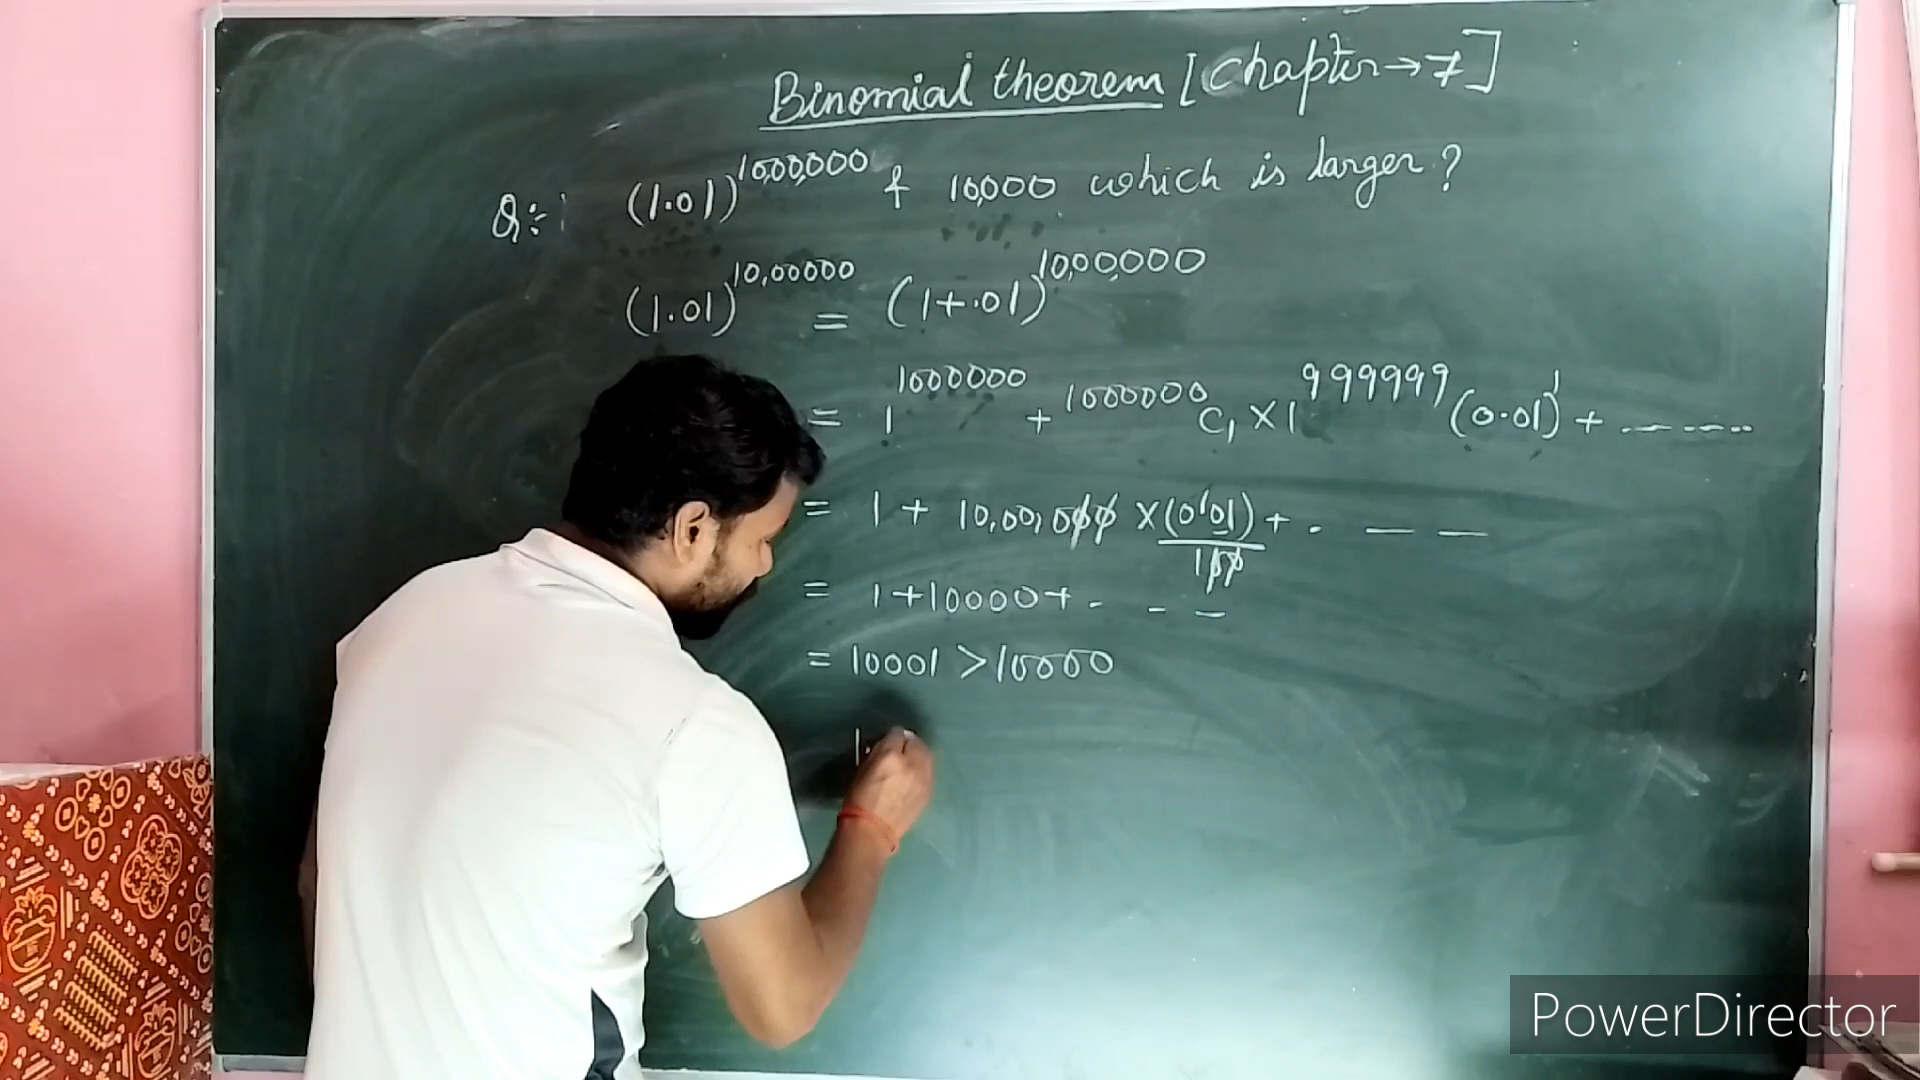 Binomial theorem [Chapter→7]
Q:- (1.01)^10,00,000 & 10,000 which is larger?
(1.01)^10,00000 = (1+.01)^10,00,000
= 1^1000000 + 1000000C₁ × 1^999999 (0.01)^1 + -------
= 1 + 10,00,000 × (0.01)/100 + . — —
= 1+10000+ - - -
= 10001 > 10000
1.
PowerDirector